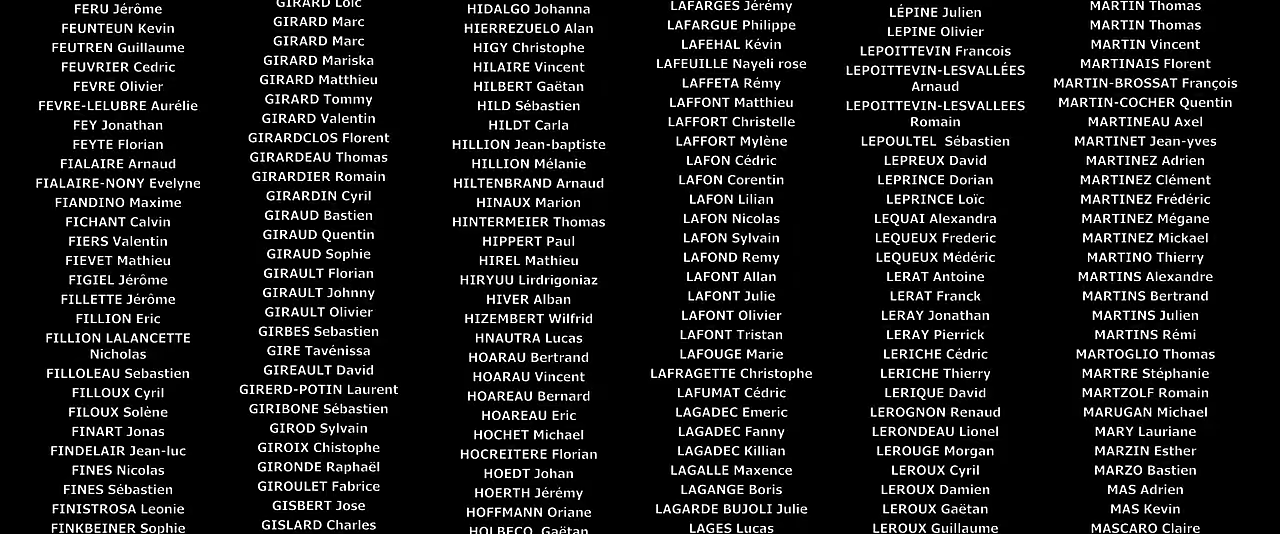 FERU Jérôme
FEUNTEUN Kevin
FEUTREN Guillaume
FEUVRIER Cedric
FEVRE Olivier
FEVRE-LELUBRE Aurélie
FEY Jonathan
FEYTE Florian
FIALAIRE Arnaud
FIALAIRE-NONY Evelyne
FIANDINO Maxime
FICHANT Calvin
FIERS Valentin
FIEVET Mathieu
FIGIEL Jérôme
FILLETTE Jérôme
FILLION Eric
FILLION LALANCETTE
Nicholas
FILLOLEAU Sebastien
FILLOUX Cyril
FILOUX Solène
FINART Jonas
FINDELAIR Jean-luc
FINES Nicolas
FINES Sébastien
FINISTROSA Leonie
FINKBEINER Sophie
GIRARD Loïc
GIRARD Marc
GIRARD Marc
GIRARD Mariska
GIRARD Matthieu
GIRARD Tommy
GIRARD Valentin
GIRARDCLOS Florent
GIRARDEAU Thomas
GIRARDIER Romain
GIRARDIN Cyril
GIRAUD Bastien
GIRAUD Quentin
GIRAUD Sophie
GIRAULT Florian
GIRAULT Johnny
GIRAULT Olivier
GIRBES Sebastien
GIRE Tavénissa
GIREAULT David
GIRERD-POTIN Laurent
GIRIBONE Sébastien
GIROD Sylvain
GIROIX Chistophe
GIRONDE Raphaël
GIROULET Fabrice
GISBERT Jose
GISLARD Charles
HIDALGO Johanna
HIERREZUELO Alan
HIGY Christophe
HILAIRE Vincent
HILBERT Gaëtan
HILD Sébastien
HILDT Carla
HILLION Jean-baptiste
HILLION Mélanie
HILTENBRAND Arnaud
HINAUX Marion
HINTERMEIER Thomas
HIPPERT Paul
HIREL Mathieu
HIRYUU Lirdrigoniaz
HIVER Alban
HIZEMBERT Wilfrid
HNAUTRA Lucas
HOARAU Bertrand
HOARAU Vincent
HOAREAU Bernard
HOAREAU Eric
HOCHET Michael
HOCREITERE Florian
HOEDT Johan
HOERTH Jérémy
HOFFMANN Oriane
HOLBECQ Gaëtan
LAFARGES Jérémy
LAFARGUE Philippe
LAFEHAL Kévin
LAFEUILLE Nayeli rose
LAFFETA Rémy
LAFFONT Matthieu
LAFFORT Christelle
LAFFORT Mylène
LAFON Cédric
LAFON Corentin
LAFON Lilian
LAFON Nicolas
LAFON Sylvain
LAFOND Remy
LAFONT Allan
LAFONT Julie
LAFONT Olivier
LAFONT Tristan
LAFOUGE Marie
LAFRAGETTE Christophe
LAFUMAT Cédric
LAGADEC Emeric
LAGADEC Fanny
LAGADEC Killian
LAGALLE Maxence
LAGANGE Boris
LAGARDE BUJOLI Julie
LAGES Lucas
LÉPINE Julien
LEPINE Olivier
LEPOITTEVIN Francois
LEPOITTEVIN-LESVALLÉES
Arnaud
LEPOITTEVIN-LESVALLEES
Romain
LEPOULTEL  Sébastien
LEPREUX David
LEPRINCE Dorian
LEPRINCE Loïc
LEQUAI Alexandra
LEQUEUX Frederic
LEQUEUX Médéric
LERAT Antoine
LERAT Franck
LERAY Jonathan
LERAY Pierrick
LERICHE Cédric
LERICHE Thierry
LERIQUE David
LEROGNON Renaud
LERONDEAU Lionel
LEROUGE Morgan
LEROUX Cyril
LEROUX Damien
LEROUX Gaëtan
LEROUX Guillaume
MARTIN Thomas
MARTIN Thomas
MARTIN Vincent
MARTINAIS Florent
MARTIN-BROSSAT François
MARTIN-COCHER Quentin
MARTINEAU Axel
MARTINET Jean-yves
MARTINEZ Adrien
MARTINEZ Clément
MARTINEZ Frédéric
MARTINEZ Mégane
MARTINEZ Mickael
MARTINO Thierry
MARTINS Alexandre
MARTINS Bertrand
MARTINS Julien
MARTINS Rémi
MARTOGLIO Thomas
MARTRE Stéphanie
MARTZOLF Romain
MARUGAN Michael
MARY Lauriane
MARZIN Esther
MARZO Bastien
MAS Adrien
MAS Kevin
MASCARO Claire